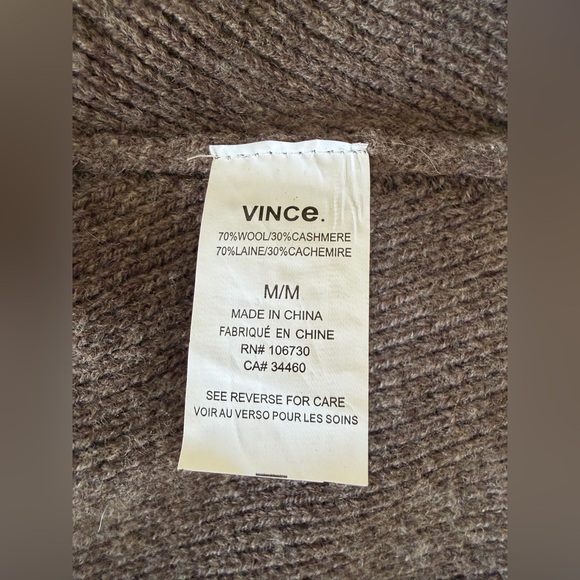 VINCe.
70%WOOL/30%CASHMERE
70%LAINE/30%CACHEMIRE
M/M
MADE IN CHINA
FABRIQUÉ EN CHINE
RN# 106730
CA# 34460
SEE REVERSE FOR CARE
VOIR AU VERSO POUR LES SOINS